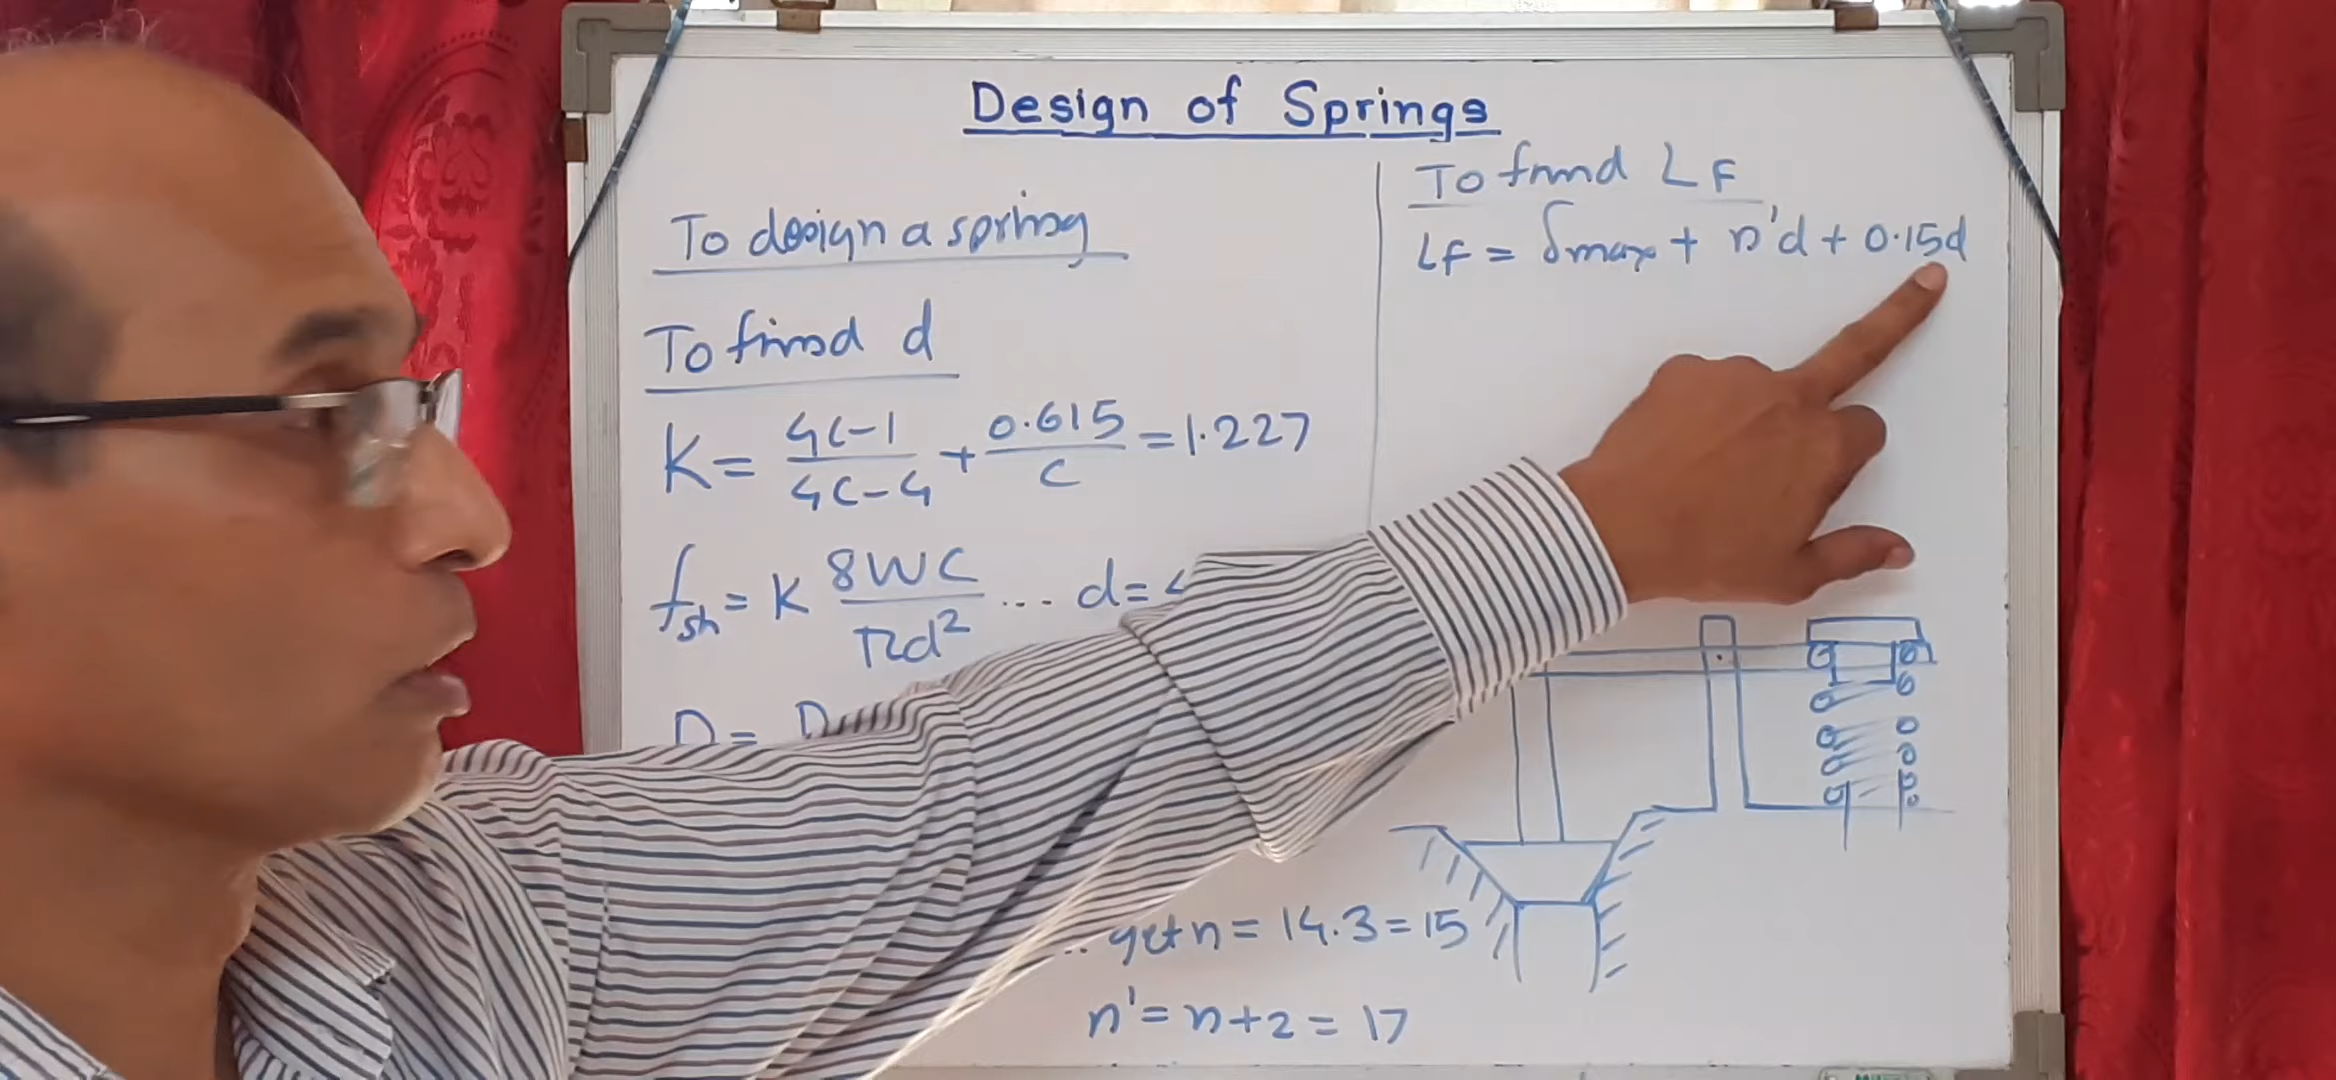 Design of Springs
To design a spring
To find d
K = 4C-1/4C-4 + 0.615/C = 1.227
fsh = K 8WC/πd² ... d=
D = D
.. get n = 14.3 = 15
n' = n+2 = 17
To find LF
LF = δmax + n'd + 0.15d